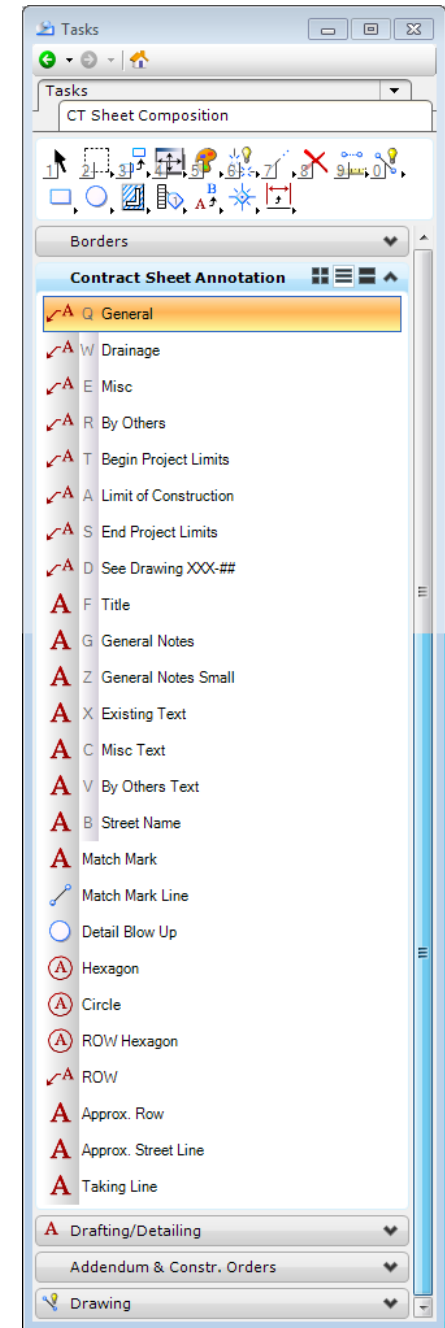 Tasks
Tasks
CT Sheet Composition
1 2 3 4 5 6 7 8 9 0
Borders
Contract Sheet Annotation
A Q General
A W Drainage
A E Misc
A R By Others
A T Begin Project Limits
A A Limit of Construction
A S End Project Limits
A D See Drawing XXX-##
A F Title
A G General Notes
A Z General Notes Small
A X Existing Text
A C Misc Text
A V By Others Text
A B Street Name
A Match Mark
Match Mark Line
Detail Blow Up
A Hexagon
A Circle
A ROW Hexagon
A ROW
A Approx. Row
A Approx. Street Line
A Taking Line
A Drafting/Detailing
Addendum & Constr. Orders
Drawing